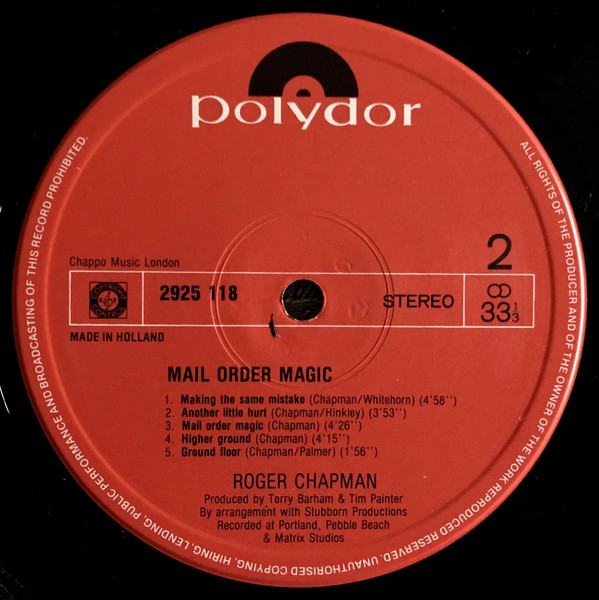 polydor
Chappo Music London
2
2925 118
STEREO
33 1/3
MADE IN HOLLAND
MAIL ORDER MAGIC
1. Making the same mistake (Chapman/Whitehorn) (4'58'')
2. Another little hurt (Chapman/Hinkley) (3'53'')
3. Mail order magic (Chapman) (4'26'')
4. Higher ground (Chapman) (4'15'')
5. Ground floor (Chapman/Palmer) (1'56'')
ROGER CHAPMAN
Produced by Terry Barham & Tim Painter
By arrangement with Stubborn Productions
Recorded at Portland, Pebble Beach
& Matrix Studios
ALL RIGHTS OF THE PRODUCER AND OF THE OWNER OF THE WORK REPRODUCED RESERVED. UNAUTHORISED COPYING, HIRING, LENDING, PUBLIC PERFORMANCE AND BROADCASTING OF THIS RECORD PROHIBITED.